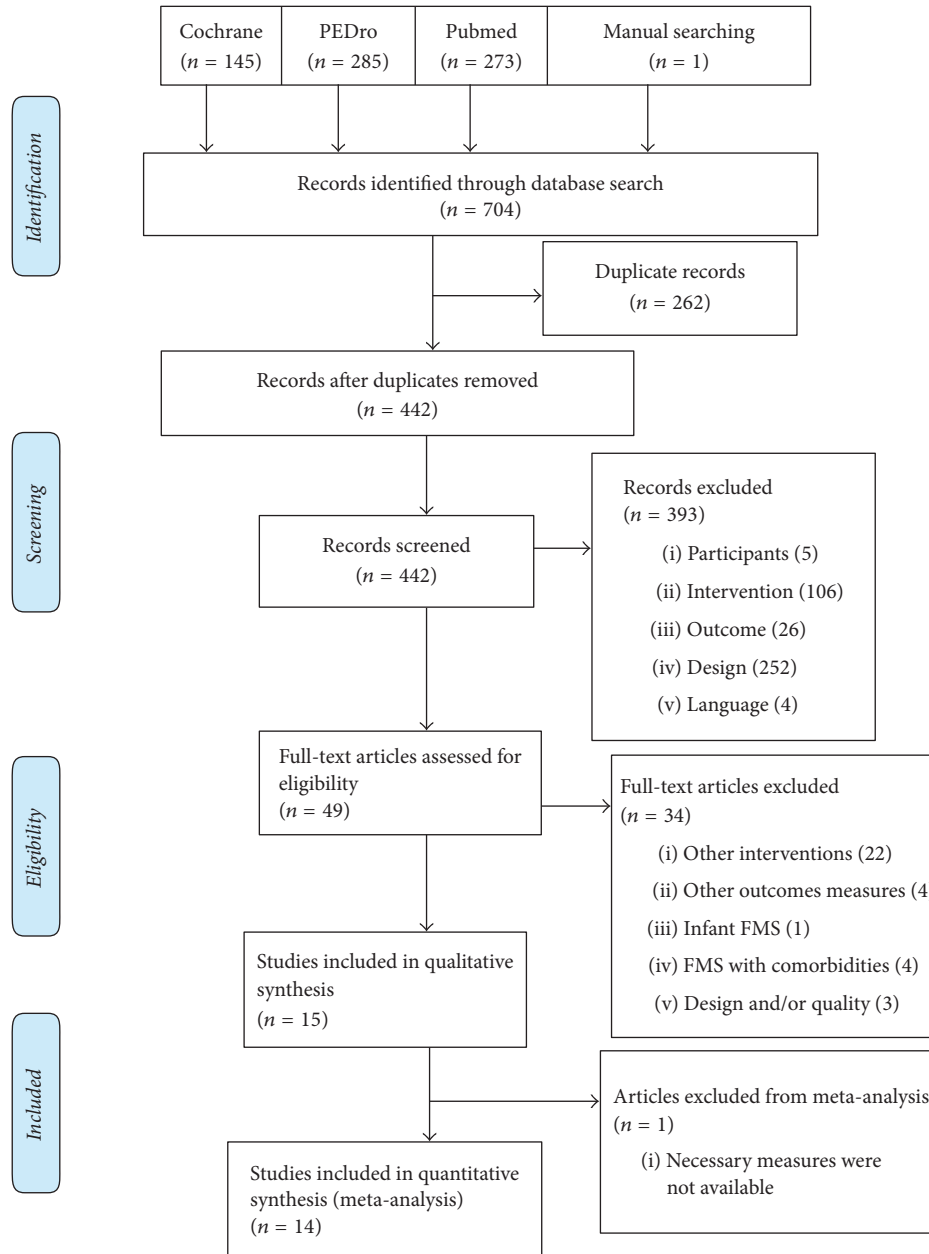 Cochrane
(n = 145)
PEDro
(n = 285)
Pubmed
(n = 273)
Manual searching
(n = 1)
Identification
Records identified through database search
(n = 704)
Duplicate records
(n = 262)
Records after duplicates removed
(n = 442)
Screening
Records screened
(n = 442)
Records excluded
(n = 393)
(i) Participants (5)
(ii) Intervention (106)
(iii) Outcome (26)
(iv) Design (252)
(v) Language (4)
Eligibility
Full-text articles assessed for
eligibility
(n = 49)
Full-text articles excluded
(n = 34)
(i) Other interventions (22)
(ii) Other outcomes measures (4
(iii) Infant FMS (1)
(iv) FMS with comorbidities (4)
(v) Design and/or quality (3)
Studies included in qualitative
synthesis
(n = 15)
Included
Articles excluded from meta-analysis
(n = 1)
(i) Necessary measures were
not available
Studies included in quantitative
synthesis (meta-analysis)
(n = 14)